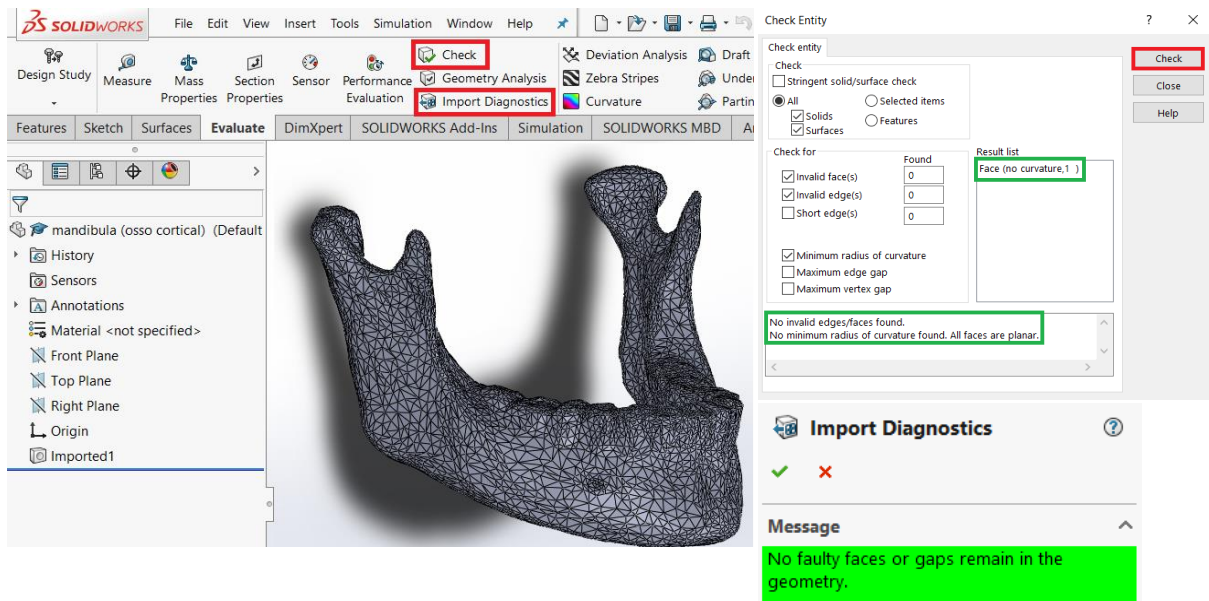 SOLIDWORKS File Edit View Insert Tools Simulation Window Help
Design Study
Measure
Mass Properties
Section Properties
Sensor
Performance Evaluation
Check
Geometry Analysis
Import Diagnostics
Deviation Analysis
Zebra Stripes
Curvature
Draft
Under
Partin
Features Sketch Surfaces Evaluate DimXpert SOLIDWORKS Add-Ins Simulation SOLIDWORKS MBD
mandibula (osso cortical) (Default
History
Sensors
Annotations
Material <not specified>
Front Plane
Top Plane
Right Plane
Origin
Imported1
Check Entity ?
Check entity
Check
Stringent solid/surface check
All
Selected items
Solids
Features
Surfaces
Check for
Found
Invalid face(s) 0
Invalid edge(s) 0
Short edge(s) 0
Minimum radius of curvature
Maximum edge gap
Maximum vertex gap
Result list
Face (no curvature,1 )
No invalid edges/faces found.
No minimum radius of curvature found. All faces are planar.
Check
Close
Help
Import Diagnostics ?
Message
No faulty faces or gaps remain in the
geometry.